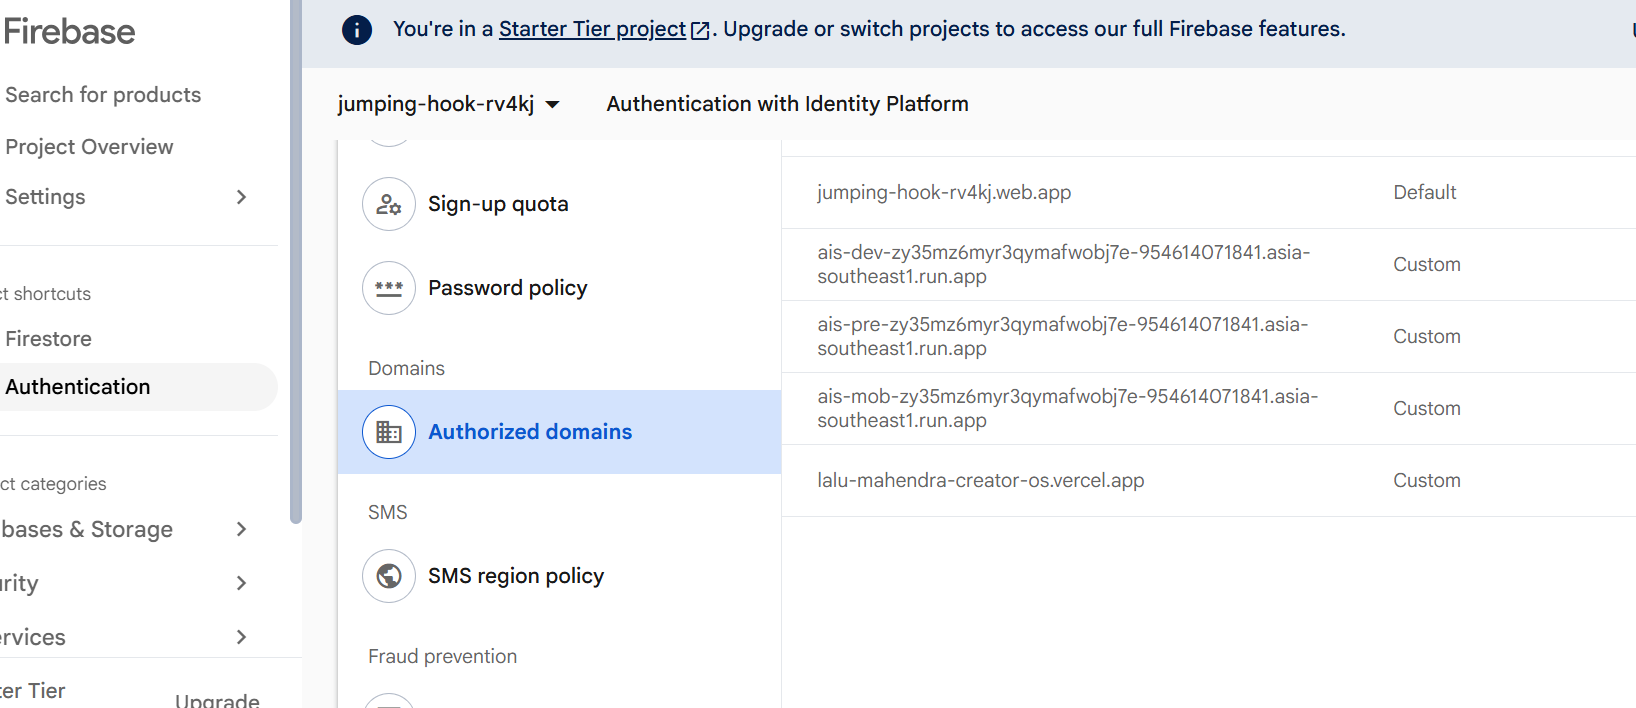 Firebase
Search for products
Project Overview
Settings
ct shortcuts
Firestore
Authentication
ct categories
bases & Storage
rity
rvices
ter Tier
Upgrade
You're in a Starter Tier project. Upgrade or switch projects to access our full Firebase features.
jumping-hook-rv4kj
Authentication with Identity Platform
Sign-up quota
Password policy
Domains
Authorized domains
SMS
SMS region policy
Fraud prevention
jumping-hook-rv4kj.web.app
Default
ais-dev-zy35mz6myr3qymafwobj7e-954614071841.asia-
southeast1.run.app
Custom
ais-pre-zy35mz6myr3qymafwobj7e-954614071841.asia-
southeast1.run.app
Custom
ais-mob-zy35mz6myr3qymafwobj7e-954614071841.asia-
southeast1.run.app
Custom
lalu-mahendra-creator-os.vercel.app
Custom